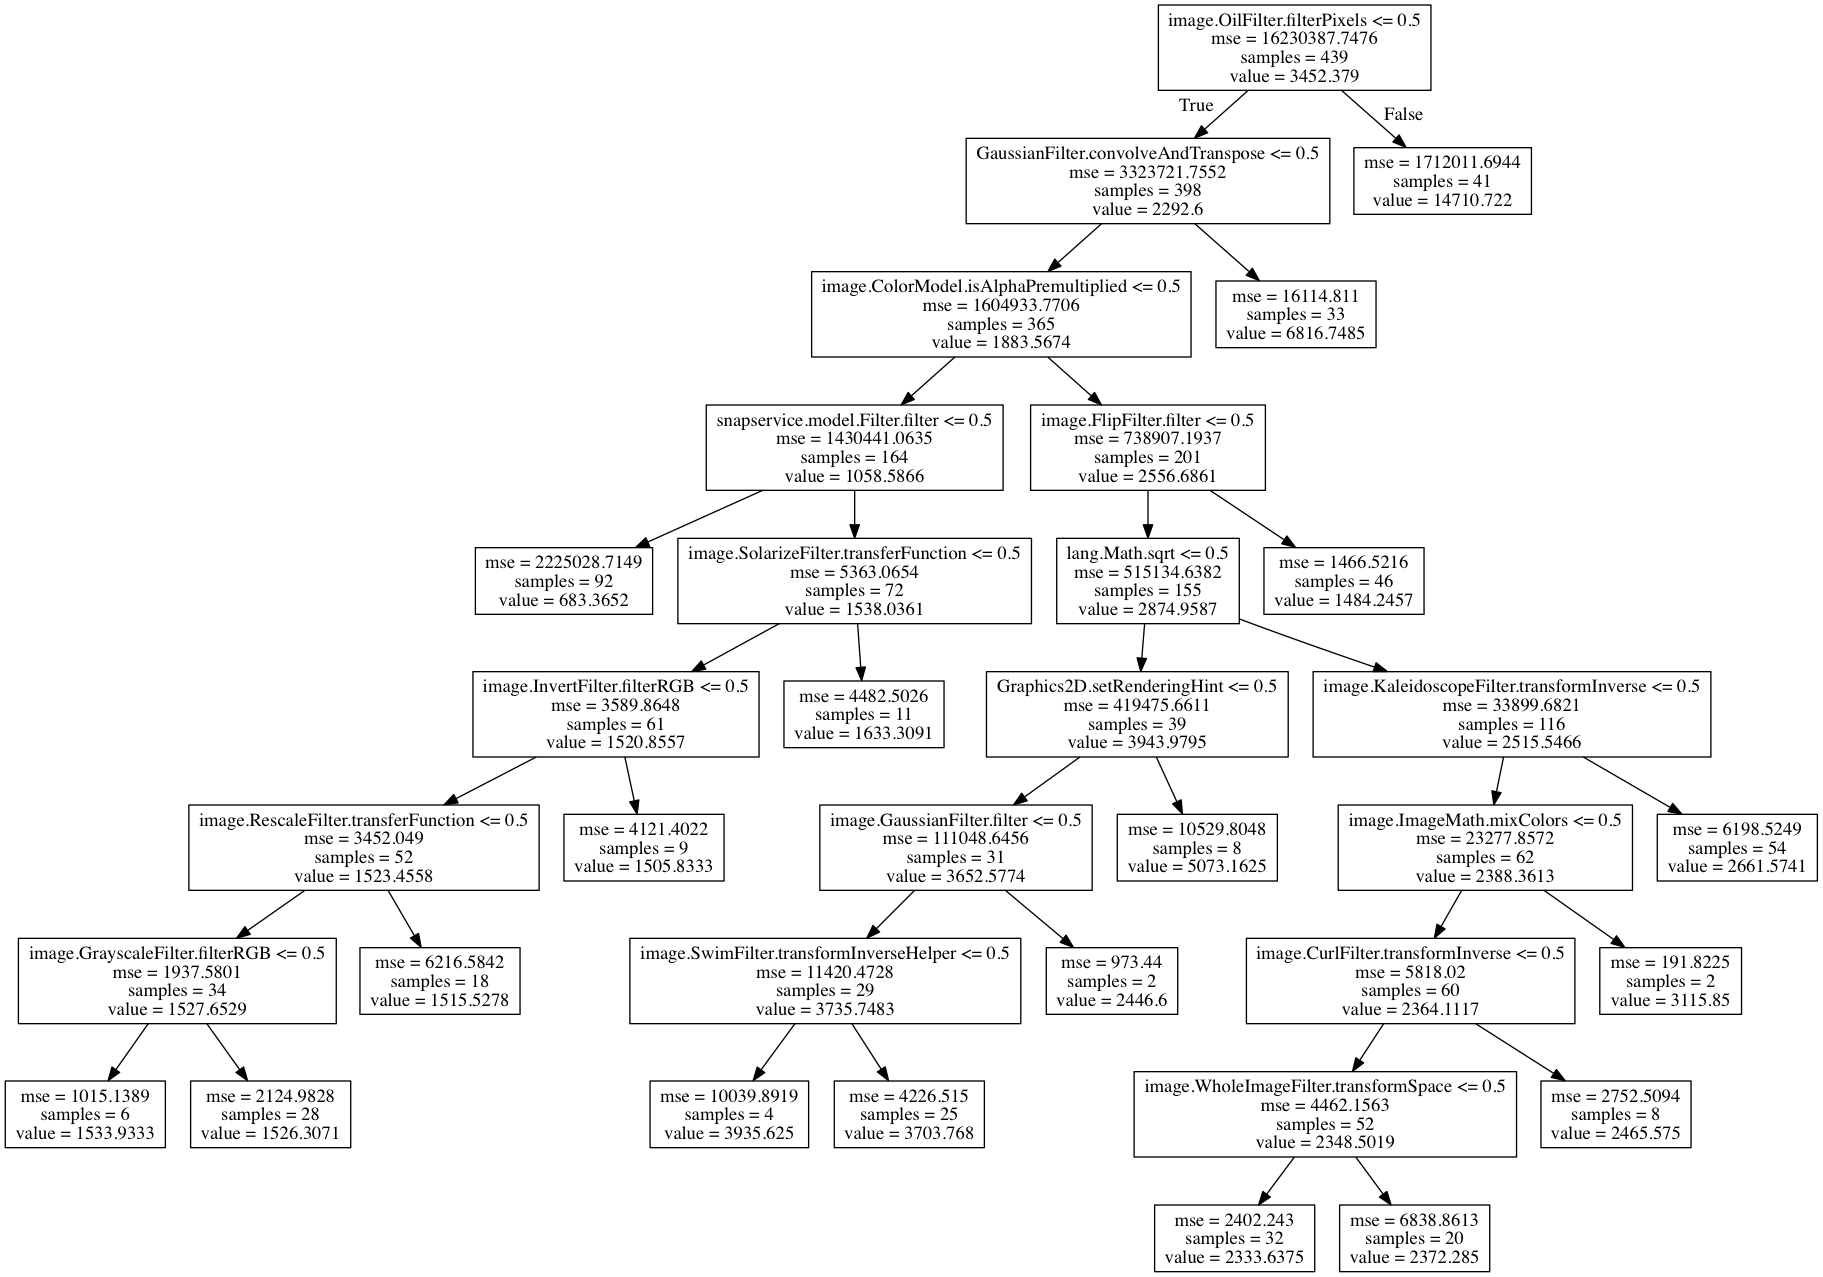 image.OilFilter.filterPixels <= 0.5
mse = 16230387.7476
samples = 439
value = 3452.379
True
False
GaussianFilter.convolveAndTranspose <= 0.5
mse = 3323721.7552
samples = 398
value = 2292.6
mse = 1712011.6944
samples = 41
value = 14710.722
image.ColorModel.isAlphaPremultiplied <= 0.5
mse = 1604933.7706
samples = 365
value = 1883.5674
mse = 16114.811
samples = 33
value = 6816.7485
snapservice.model.Filter.filter <= 0.5
mse = 1430441.0635
samples = 164
value = 1058.5866
image.FlipFilter.filter <= 0.5
mse = 738907.1937
samples = 201
value = 2556.6861
mse = 2225028.7149
samples = 92
value = 683.3652
image.SolarizeFilter.transferFunction <= 0.5
mse = 5363.0654
samples = 72
value = 1538.0361
lang.Math.sqrt <= 0.5
mse = 515134.6382
samples = 155
value = 2874.9587
mse = 1466.5216
samples = 46
value = 1484.2457
image.InvertFilter.filterRGB <= 0.5
mse = 3589.8648
samples = 61
value = 1520.8557
mse = 4482.5026
samples = 11
value = 1633.3091
Graphics2D.setRenderingHint <= 0.5
mse = 419475.6611
samples = 39
value = 3943.9795
image.KaleidoscopeFilter.transformInverse <= 0.5
mse = 33899.6821
samples = 116
value = 2515.5466
image.RescaleFilter.transferFunction <= 0.5
mse = 3452.049
samples = 52
value = 1523.4558
mse = 4121.4022
samples = 9
value = 1505.8333
image.GaussianFilter.filter <= 0.5
mse = 111048.6456
samples = 31
value = 3652.5774
mse = 10529.8048
samples = 8
value = 5073.1625
image.ImageMath.mixColors <= 0.5
mse = 23277.8572
samples = 62
value = 2388.3613
mse = 6198.5249
samples = 54
value = 2661.5741
image.GrayscaleFilter.filterRGB <= 0.5
mse = 1937.5801
samples = 34
value = 1527.6529
mse = 6216.5842
samples = 18
value = 1515.5278
image.SwimFilter.transformInverseHelper <= 0.5
mse = 11420.4728
samples = 29
value = 3735.7483
mse = 973.44
samples = 2
value = 2446.6
image.CurlFilter.transformInverse <= 0.5
mse = 5818.02
samples = 60
value = 2364.1117
mse = 191.8225
samples = 2
value = 3115.85
mse = 1015.1389
samples = 6
value = 1533.9333
mse = 2124.9828
samples = 28
value = 1526.3071
mse = 10039.8919
samples = 4
value = 3935.625
mse = 4226.515
samples = 25
value = 3703.768
image.WholeImageFilter.transformSpace <= 0.5
mse = 4462.1563
samples = 52
value = 2348.5019
mse = 2752.5094
samples = 8
value = 2465.575
mse = 2402.243
samples = 32
value = 2333.6375
mse = 6838.8613
samples = 20
value = 2372.285